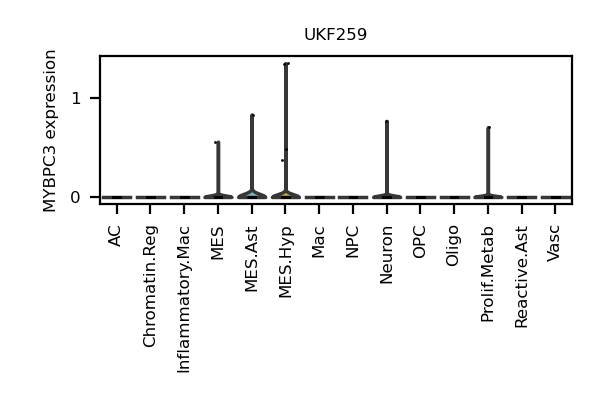 UKF259
MYBPC3 expression
1
0
AC
Chromatin.Reg
Inflammatory.Mac
MES
MES.Ast
MES.Hyp
Mac
NPC
Neuron
OPC
Oligo
Prolif.Metab
Reactive.Ast
Vasc